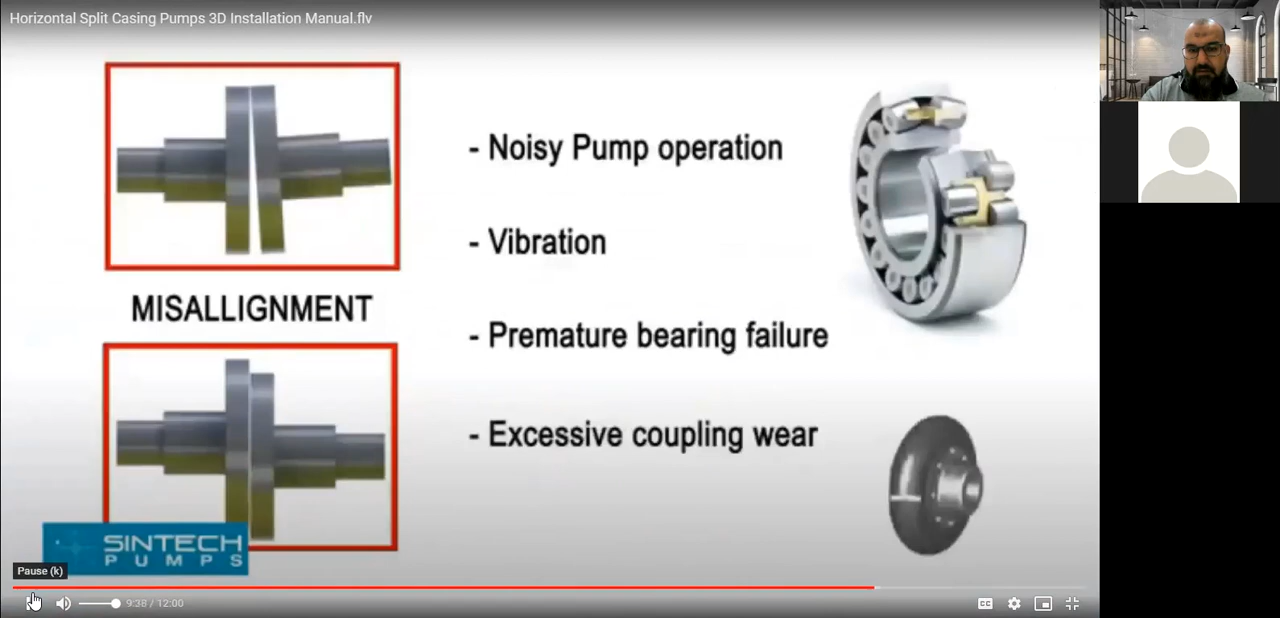 Horizontal Split Casing Pumps 3D Installation Manual.flv
- Noisy Pump operation
- Vibration
MISALLIGNMENT
- Premature bearing failure
- Excessive coupling wear
SINTECH
PUMPS
Pause (k)
9:38 / 12:00
CC